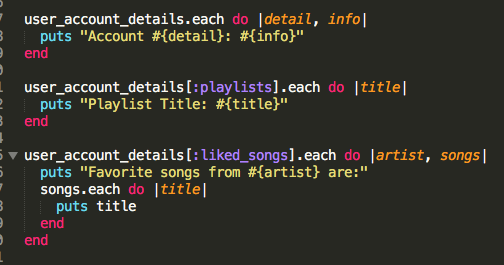 user_account_details.each do |detail, info|
  puts "Account #{detail}: #{info}"
end

user_account_details[:playlists].each do |title|
  puts "Playlist Title: #{title}"
end

user_account_details[:liked_songs].each do |artist, songs|
  puts "Favorite songs from #{artist} are:"
  songs.each do |title|
    puts title
  end
end